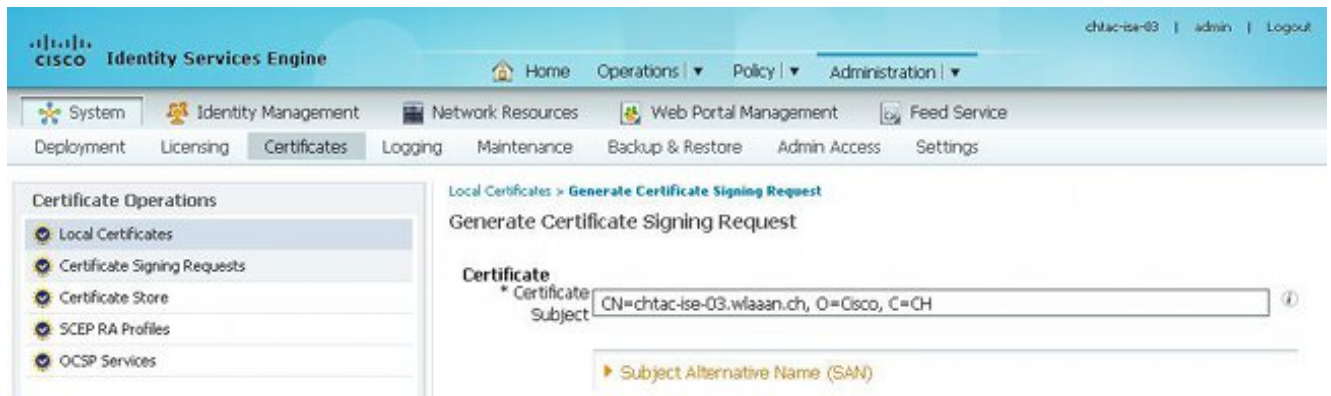 chtac-ise-03 | admin | Logout
CISCO Identity Services Engine
Home Operations | Policy | Administration |
System Identity Management Network Resources Web Portal Management Feed Service
Deployment Licensing Certificates Logging Maintenance Backup & Restore Admin Access Settings
Certificate Operations
Local Certificates
Certificate Signing Requests
Certificate Store
SCEP RA Profiles
OCSP Services
Local Certificates > Generate Certificate Signing Request
Generate Certificate Signing Request
Certificate
* Certificate Subject CN=chtac-ise-03.wlaaan.ch, O=Cisco, C=CH
Subject Alternative Name (SAN)